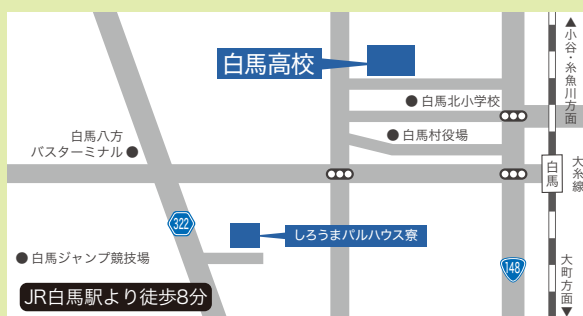 ▲小谷・糸魚川方面
白馬高校
白馬北小学校
白馬村役場
白馬八方
バスターミナル
白馬
大糸線
322
しろうまパルハウス寮
白馬ジャンプ競技場
148
大町方面▼
JR白馬駅より徒歩8分